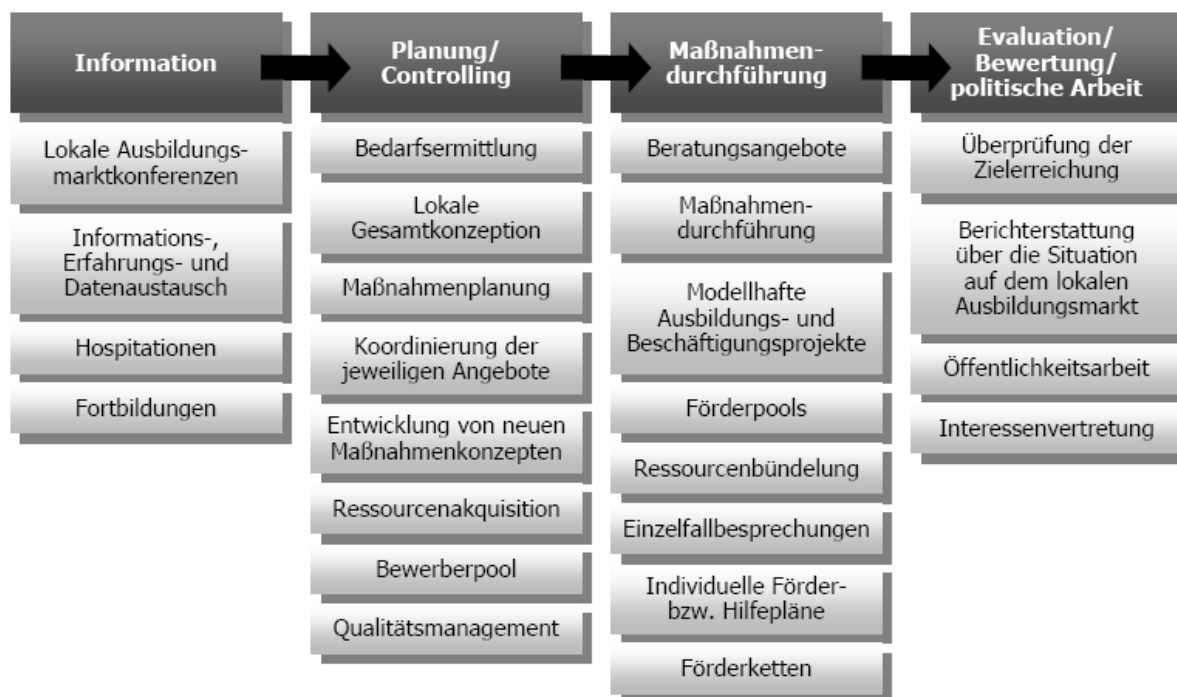 Information
Lokale Ausbildungs-
marktkonferenzen
Informations-,
Erfahrungs- und
Datenaustausch
Hospitationen
Fortbildungen
Planung/
Controlling
Bedarfsermittlung
Lokale
Gesamtkonzeption
Maßnahmenplanung
Koordinierung der
jeweiligen Angebote
Entwicklung von neuen
Maßnahmenkonzepten
Ressourcenakquisition
Bewerberpool
Qualitätsmanagement
Maßnahmen-
durchführung
Beratungsangebote
Maßnahmen-
durchführung
Modellhafte
Ausbildungs- und
Beschäftigungsprojekte
Förderpools
Ressourcenbündelung
Einzelfallbesprechungen
Individuelle Förder-
bzw. Hilfepläne
Förderketten
Evaluation/
Bewertung/
politische Arbeit
Überprüfung der
Zielerreichung
Berichterstattung
über die Situation
auf dem lokalen
Ausbildungsmarkt
Öffentlichkeitsarbeit
Interessenvertretung